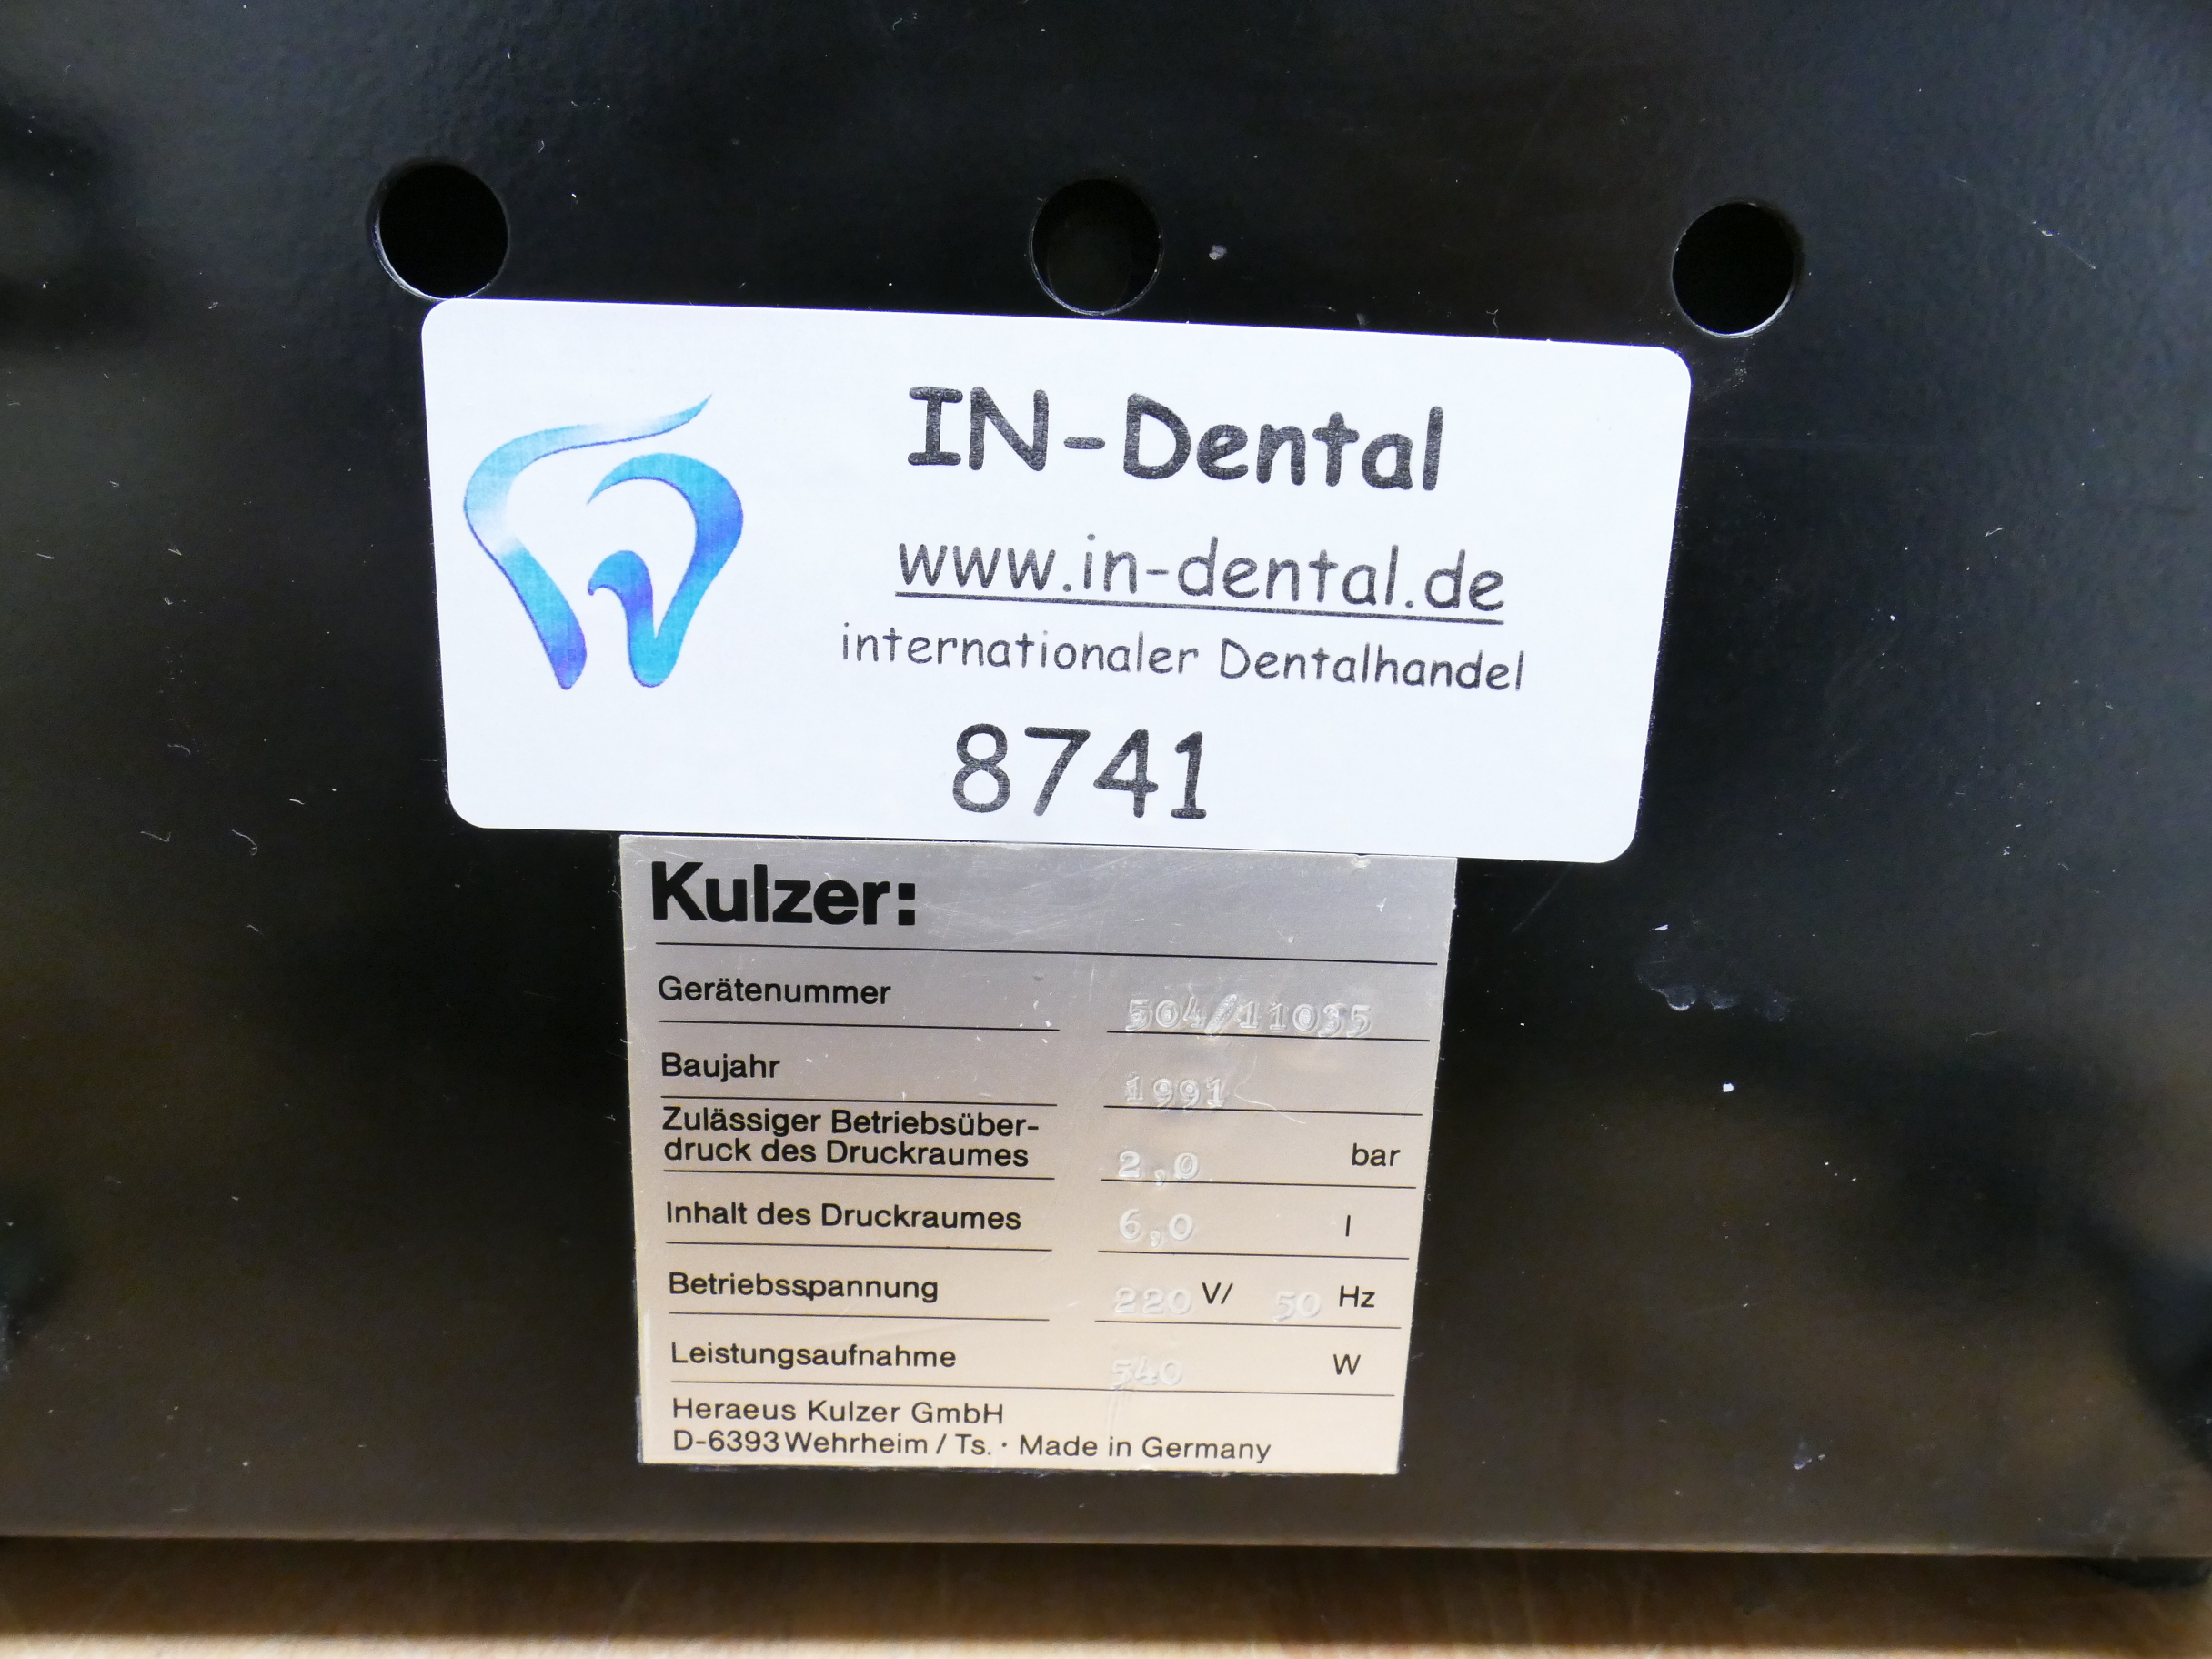 IN-Dental
www.in-dental.de
internationaler Dentalhandel
8741
Kulzer:
Gerätenummer 504/11035
Baujahr 1991
Zulässiger Betriebsüber-
druck des Druckraumes 2,0 bar
Inhalt des Druckraumes 6,0 l
Betriebsspannung 220 V/ 50 Hz
Leistungsaufnahme 540 W
Heraeus Kulzer GmbH
D-6393 Wehrheim / Ts. · Made in Germany